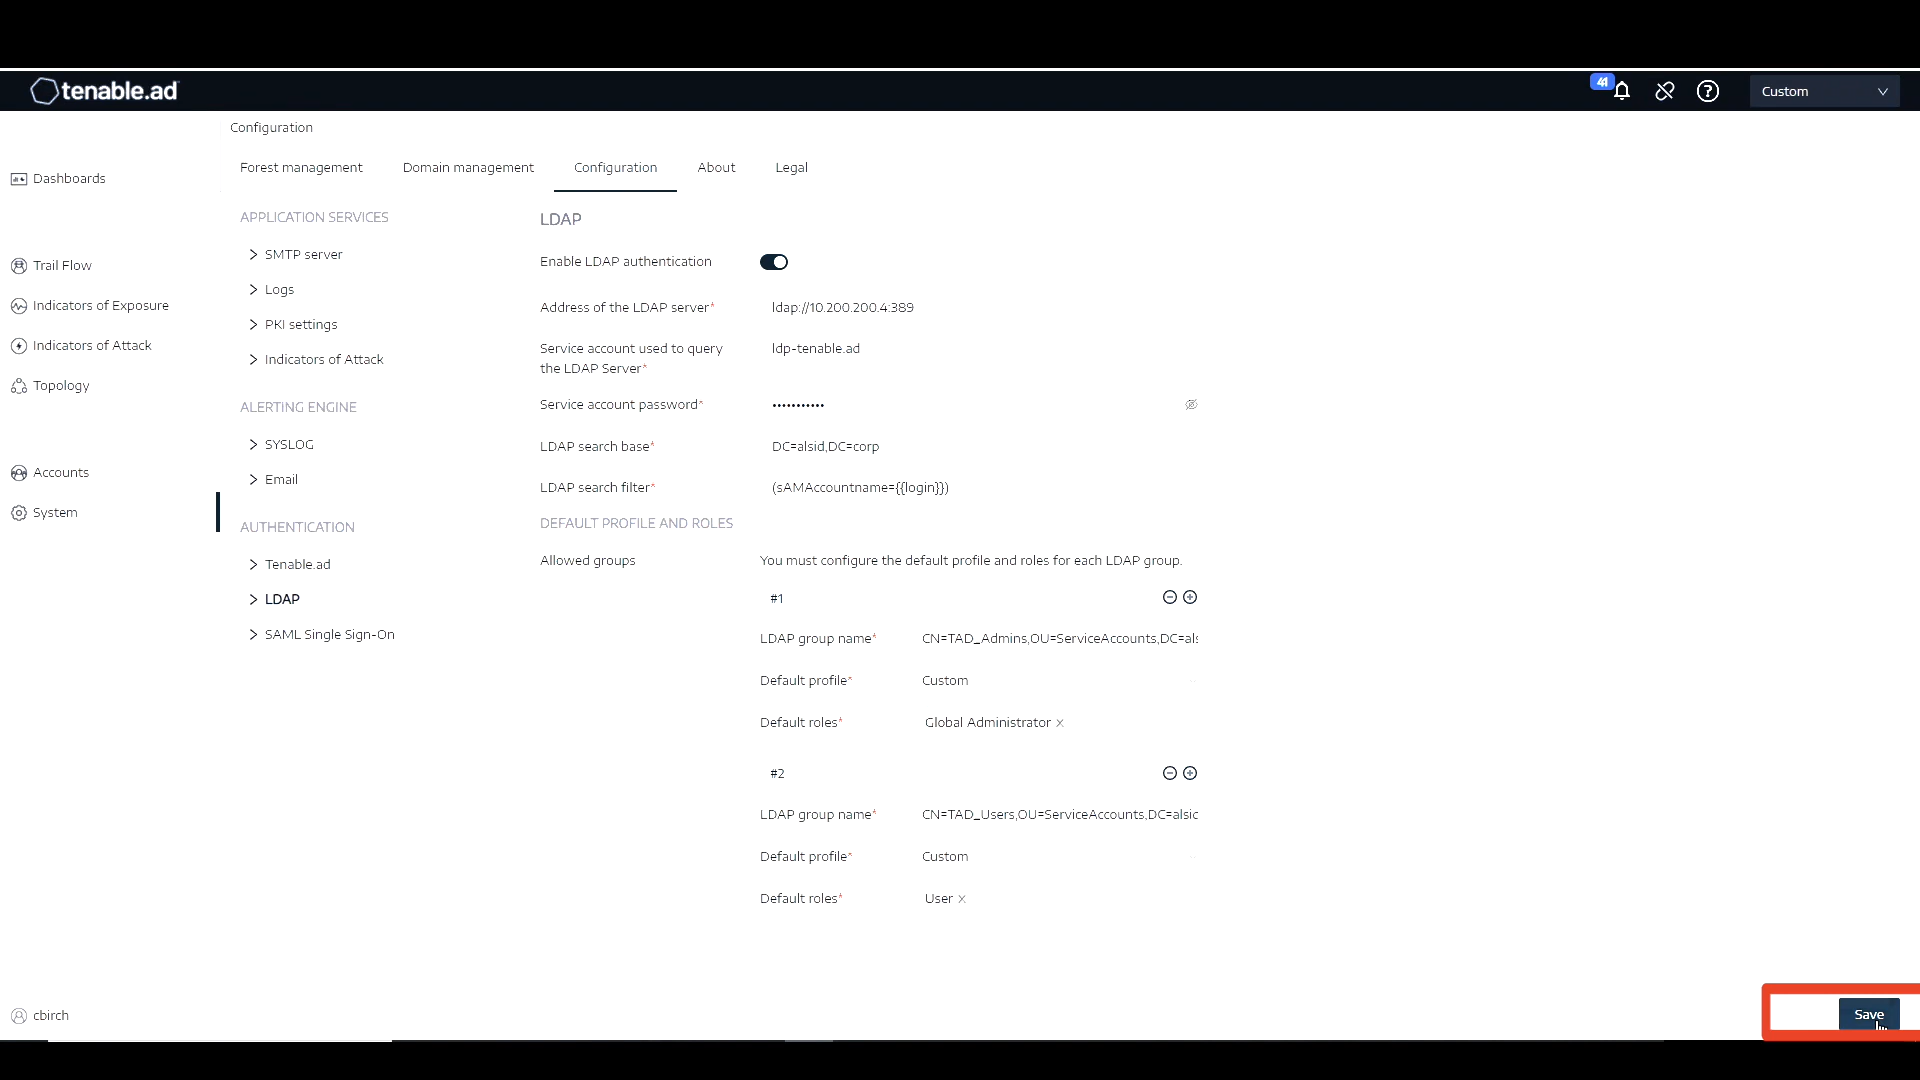 tenable.ad
41
Custom
Configuration
Forest management
Domain management
Configuration
About
Legal
Dashboards
Trail Flow
Indicators of Exposure
Indicators of Attack
Topology
Accounts
System
APPLICATION SERVICES
SMTP server
Logs
PKI settings
Indicators of Attack
ALERTING ENGINE
SYSLOG
Email
AUTHENTICATION
Tenable.ad
LDAP
SAML Single Sign-On
LDAP
Enable LDAP authentication
Address of the LDAP server* ldap://10.200.200.4:389
Service account used to query ldp-tenable.ad
the LDAP Server*
Service account password* •••••••••••
LDAP search base* DC=alsid,DC=corp
LDAP search filter* (sAMAccountname={{login}})
DEFAULT PROFILE AND ROLES
Allowed groups You must configure the default profile and roles for each LDAP group.
#1
LDAP group name* CN=TAD_Admins,OU=ServiceAccounts,DC=als
Default profile* Custom
Default roles* Global Administrator ×
#2
LDAP group name* CN=TAD_Users,OU=ServiceAccounts,DC=alsic
Default profile* Custom
Default roles* User ×
cbirch
Save